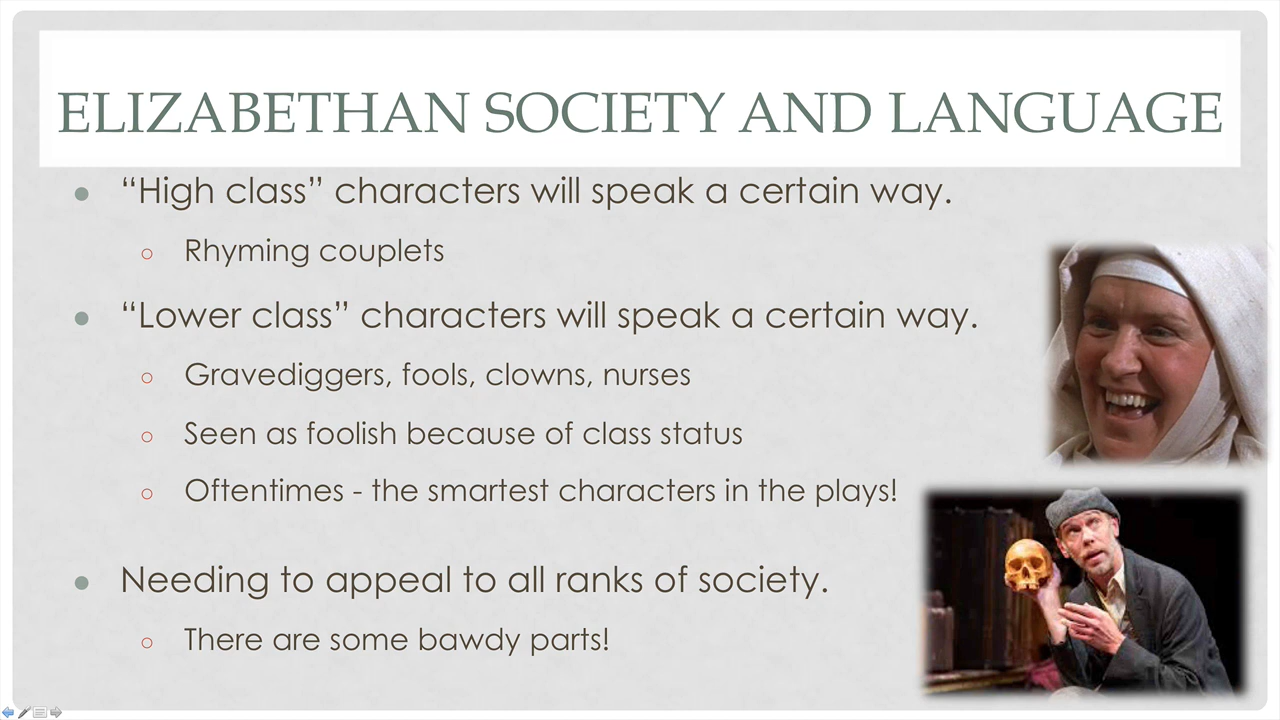 ELIZABETHAN SOCIETY AND LANGUAGE
“High class” characters will speak a certain way.
Rhyming couplets
“Lower class” characters will speak a certain way.
Gravediggers, fools, clowns, nurses
Seen as foolish because of class status
Oftentimes - the smartest characters in the plays!
Needing to appeal to all ranks of society.
There are some bawdy parts!